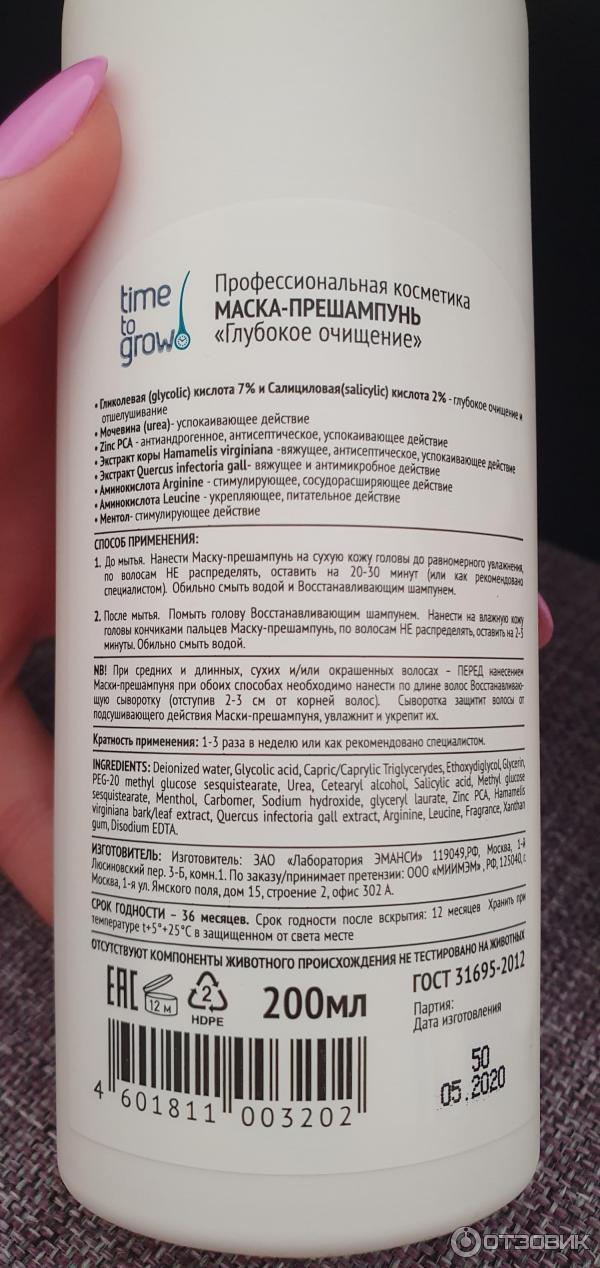 time
to
grow
Профессиональная косметика
МАСКА-ПРЕШАМПУНЬ
«Глубокое очищение»
• Гликолевая (glycolic) кислота 7% и Салициловая(salicylic) кислота 2% - глубокое очищение и
отшелушивание
• Мочевина (urea)- успокаивающее действие
• Zinc PCA - антиандрогенное, антисептическое, успокаивающее действие
• Экстракт коры Hamamelis virginiana -вяжущее, антисептическое, успокаивающее действие
• Экстракт Quercus infectoria gall- вяжущее и антимикробное действие
• Аминокислота Arginine - стимулирующее, сосудорасширяющее действие
• Аминокислота Leucine - укрепляющее, питательное действие
• Ментол- стимулирующее действие
СПОСОБ ПРИМЕНЕНИЯ:
1. До мытья. Нанести Маску-прешампунь на сухую кожу головы до равномерного увлажнения,
по волосам НЕ распределять, оставить на 20-30 минут (или как рекомендовано
специалистом). Обильно смыть водой и Восстанавливающим шампунем.
2. После мытья. Помыть голову Восстанавливающим шампунем. Нанести на влажную кожу
головы кончиками пальцев Маску-прешампунь, по волосам НЕ распределять, оставить на 2-3
минуты. Обильно смыть водой.
NB! При средних и длинных, сухих и/или окрашенных волосах – ПЕРЕД нанесением
Маски-прешампуня при обоих способах необходимо нанести по длине волос Восстанавливаю-
щую сыворотку (отступив 2-3 см от корней волос). Сыворотка защитит волосы от
подсушивающего действия Маски-прешампуня, увлажнит и укрепит их.
Кратность применения: 1-3 раза в неделю или как рекомендовано специалистом.
INGREDIENTS: Deionized water, Glycolic acid, Capric/Caprylic Triglycerydes, Ethoxydiglycol, Glycerin,
PEG-20 methyl glucose sesquistearate, Urea, Cetearyl alcohol, Salicylic acid, Methyl glucose
sesquistearate, Menthol, Carbomer, Sodium hydroxide, glyceryl laurate, Zinc PCA, Hamamelis
virginiana bark/leaf extract, Quercus infectoria gall extract, Arginine, Leucine, Fragrance, Xanthan
gum, Disodium EDTA.
ИЗГОТОВИТЕЛЬ: Изготовитель: ЗАО «Лаборатория ЭМАНСИ» 119049,РФ, Москва, 1-й
Люсиновский пер. 3-Б, комн.1. По заказу/принимает претензии: ООО «МИИМЭМ» , РФ, 125040, г.
Москва, 1-я ул. Ямского поля, дом 15, строение 2, офис 302 А.
СРОК ГОДНОСТИ – 36 месяцев. Срок годности после вскрытия: 12 месяцев Хранить при
температуре t+5°+25°C в защищенном от света месте
ОТСУТСТВУЮТ КОМПОНЕНТЫ ЖИВОТНОГО ПРОИСХОЖДЕНИЯ НЕ ТЕСТИРОВАНО НА ЖИВОТНЫХ
EAC
12 М
2
HDPE
200мл
ГОСТ 31695-2012
Партия:
Дата изготовления
50
05.2020
4 601811 003202
ОТЗОВИК